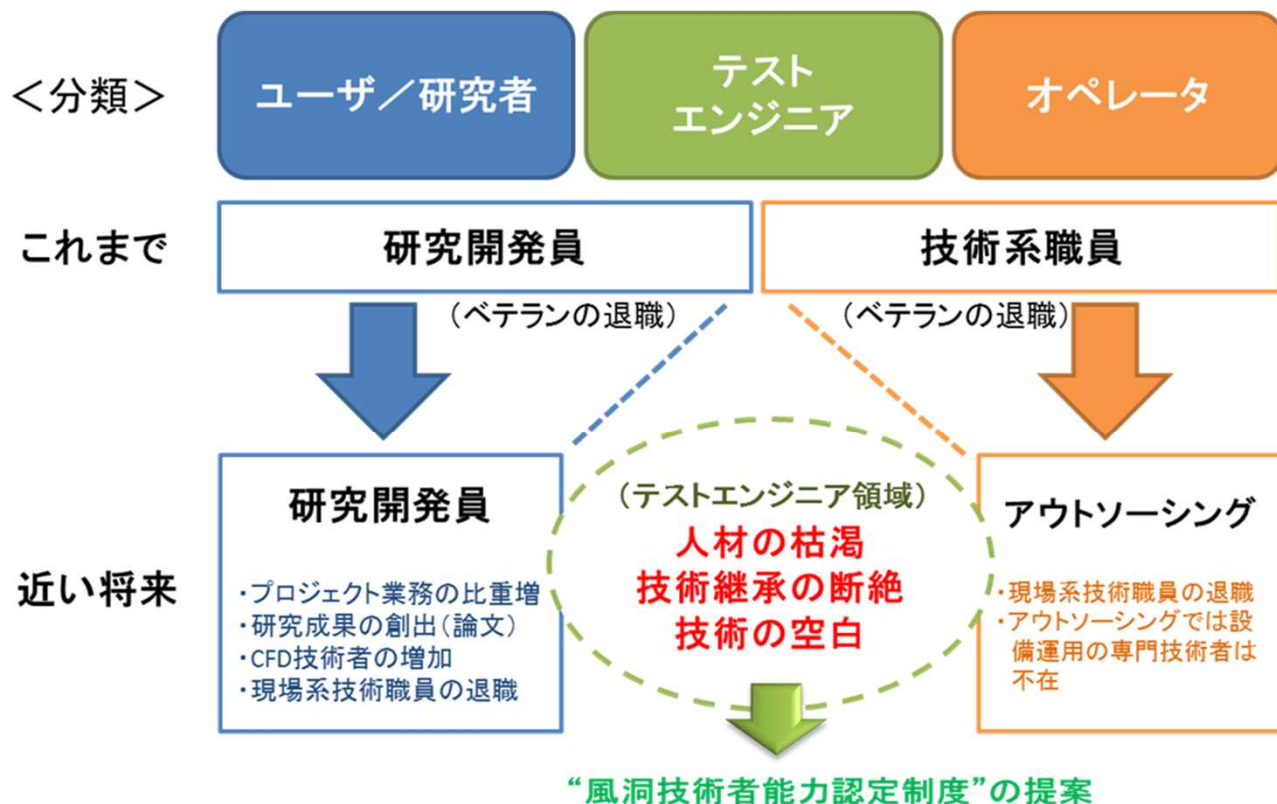 ＜分類＞
ユーザ／研究者
テスト
エンジニア
オペレータ
これまで
研究開発員
技術系職員
（ベテランの退職）
（ベテランの退職）
近い将来
研究開発員
・プロジェクト業務の比重増
・研究成果の創出（論文）
・CFD技術者の増加
・現場系技術職員の退職
（テストエンジニア領域）
人材の枯渇
技術継承の断絶
技術の空白
アウトソーシング
・現場系技術職員の退職
・アウトソーシングでは設
備運用の専門技術者は
不在
“風洞技術者能力認定制度”の提案